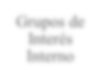 Grupos de
Interés
Interno